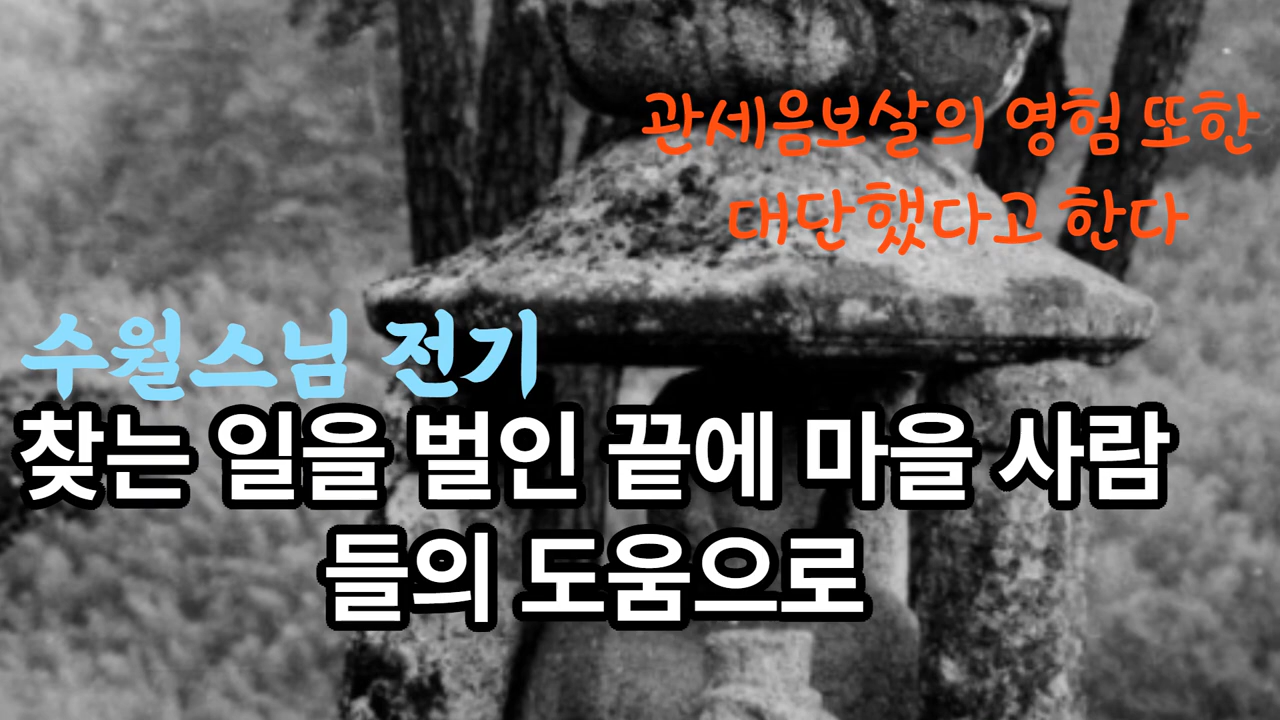 관세음보살의 영험 또한
대단했다고 한다
수월스님 전기
찾는 일을 벌인 끝에 마을 사람
들의 도움으로